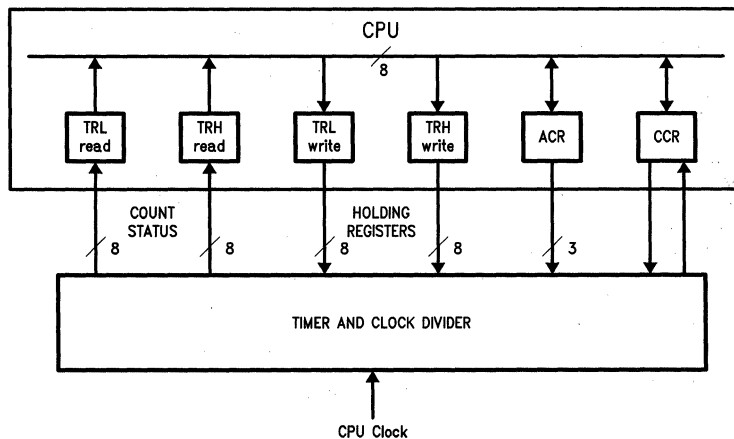 CPU
8
TRL
read
TRH
read
TRL
write
TRH
write
ACR
CCR
COUNT
STATUS
HOLDING
REGISTERS
8
8
8
8
3
TIMER AND CLOCK DIVIDER
CPU Clock